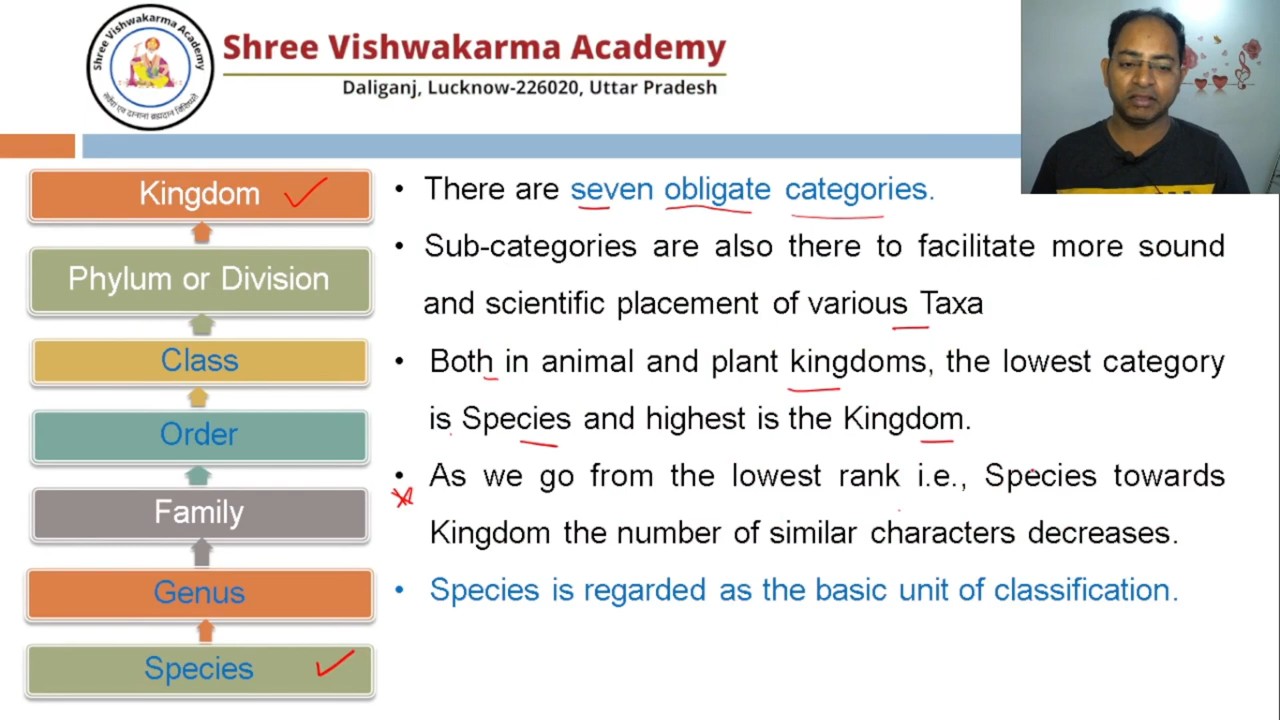 Shree Vishwakarma Academy
Shree Vishwakarma Academy
Daliganj, Lucknow-226020, Uttar Pradesh
Kingdom
Phylum or Division
Class
Order
Family
Genus
Species
• There are seven obligate categories.
• Sub-categories are also there to facilitate more sound
and scientific placement of various Taxa
• Both in animal and plant kingdoms, the lowest category
is Species and highest is the Kingdom.
• As we go from the lowest rank i.e., Species towards
Kingdom the number of similar characters decreases.
• Species is regarded as the basic unit of classification.